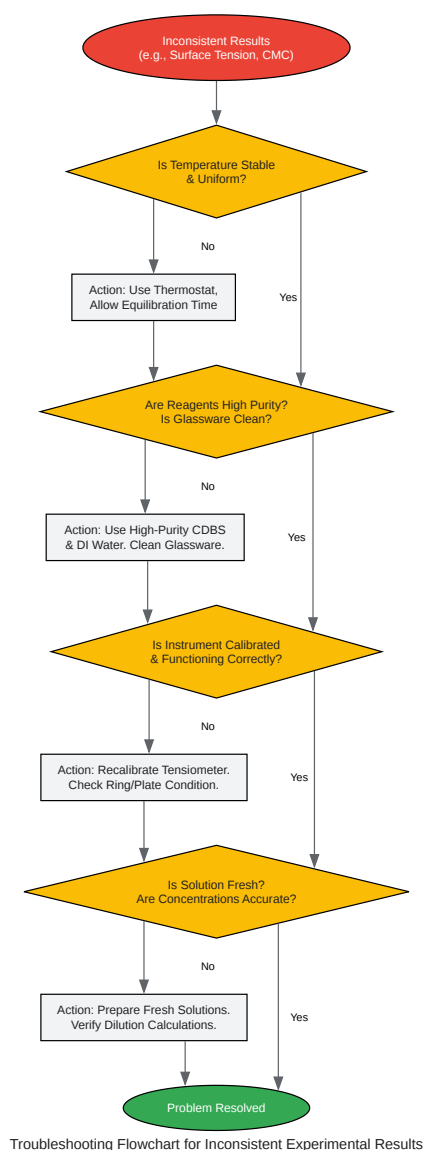 Inconsistent Results
(e.g., Surface Tension, CMC)
Is Temperature Stable
& Uniform?
No
Action: Use Thermostat,
Allow Equilibration Time
Yes
Are Reagents High Purity?
Is Glassware Clean?
No
Action: Use High-Purity CDBS
& DI Water. Clean Glassware.
Yes
Is Instrument Calibrated
& Functioning Correctly?
No
Action: Recalibrate Tensiometer.
Check Ring/Plate Condition.
Yes
Is Solution Fresh?
Are Concentrations Accurate?
No
Action: Prepare Fresh Solutions.
Verify Dilution Calculations.
Yes
Problem Resolved
Troubleshooting Flowchart for Inconsistent Experimental Results